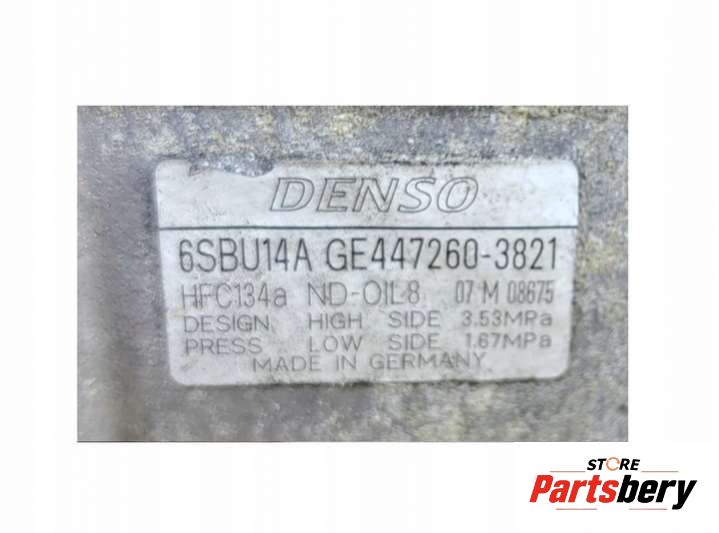 DENSO
6SBU14A GE447260-3821
HFC134a ND-OIL8 07 M 08675
DESIGN HIGH SIDE 3.53MPa
PRESS LOW SIDE 1.67MPa
MADE IN GERMANY
STORE
Partsbery